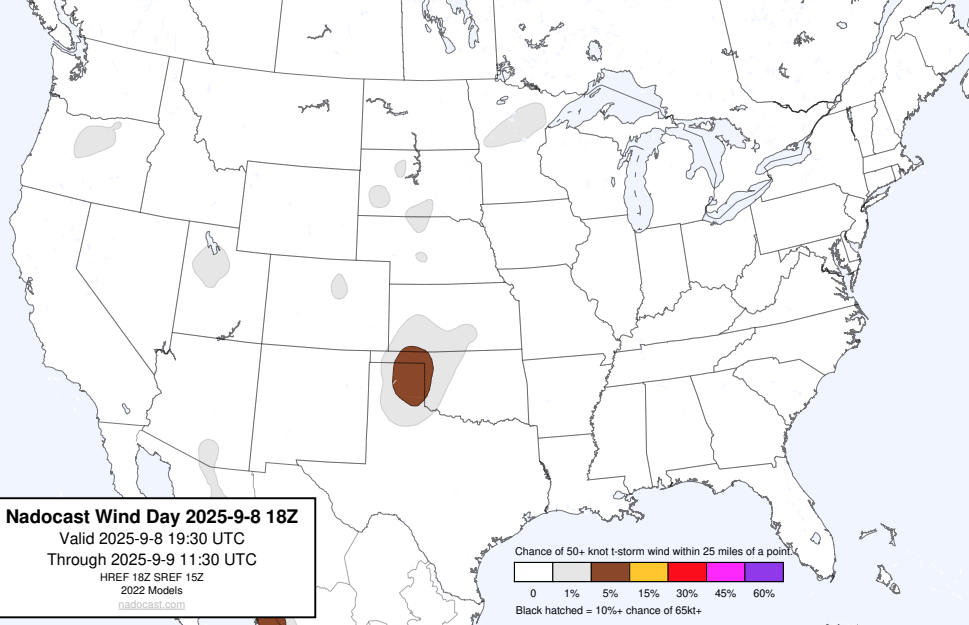 Nadocast Wind Day 2025-9-8 18Z
Valid 2025-9-8 19:30 UTC
Through 2025-9-9 11:30 UTC
HREF 18Z SREF 15Z
2022 Models
nadocast.com
Chance of 50+ knot t-storm wind within 25 miles of a point.
0 1% 5% 15% 30% 45% 60%
Black hatched = 10%+ chance of 65kt+